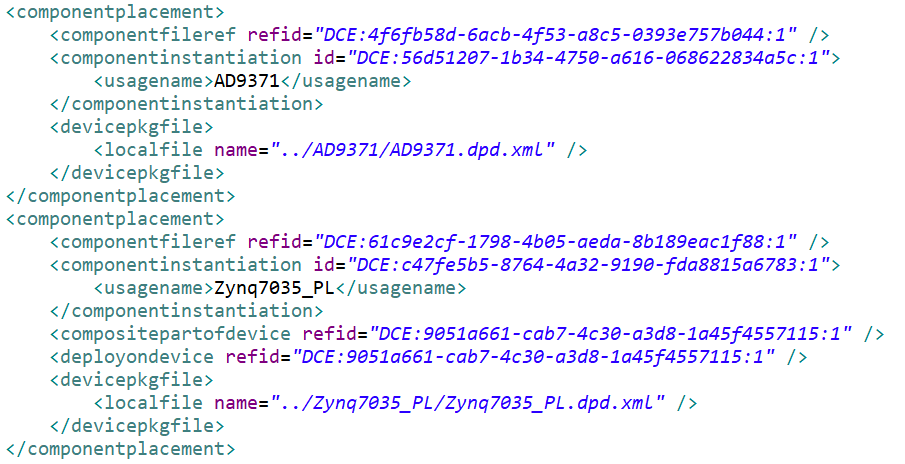 <componentplacement>
    <componentfileref refid="DCE:4f6fb58d-6acb-4f53-a8c5-0393e757b044:1" />
    <componentinstantiation id="DCE:56d51207-1b34-4750-a616-068622834a5c:1">
        <usagename>AD9371</usagename>
    </componentinstantiation>
    <devicepkgfile>
        <localfile name="../AD9371/AD9371.dpd.xml" />
    </devicepkgfile>
</componentplacement>
<componentplacement>
    <componentfileref refid="DCE:61c9e2cf-1798-4b05-aeda-8b189eac1f88:1" />
    <componentinstantiation id="DCE:c47fe5b5-8764-4a32-9190-fda8815a6783:1">
        <usagename>Zynq7035_PL</usagename>
    </componentinstantiation>
    <compositepartofdevice refid="DCE:9051a661-cab7-4c30-a3d8-1a45f4557115:1" />
    <deployondevice refid="DCE:9051a661-cab7-4c30-a3d8-1a45f4557115:1" />
    <devicepkgfile>
        <localfile name="../Zynq7035_PL/Zynq7035_PL.dpd.xml" />
    </devicepkgfile>
</componentplacement>